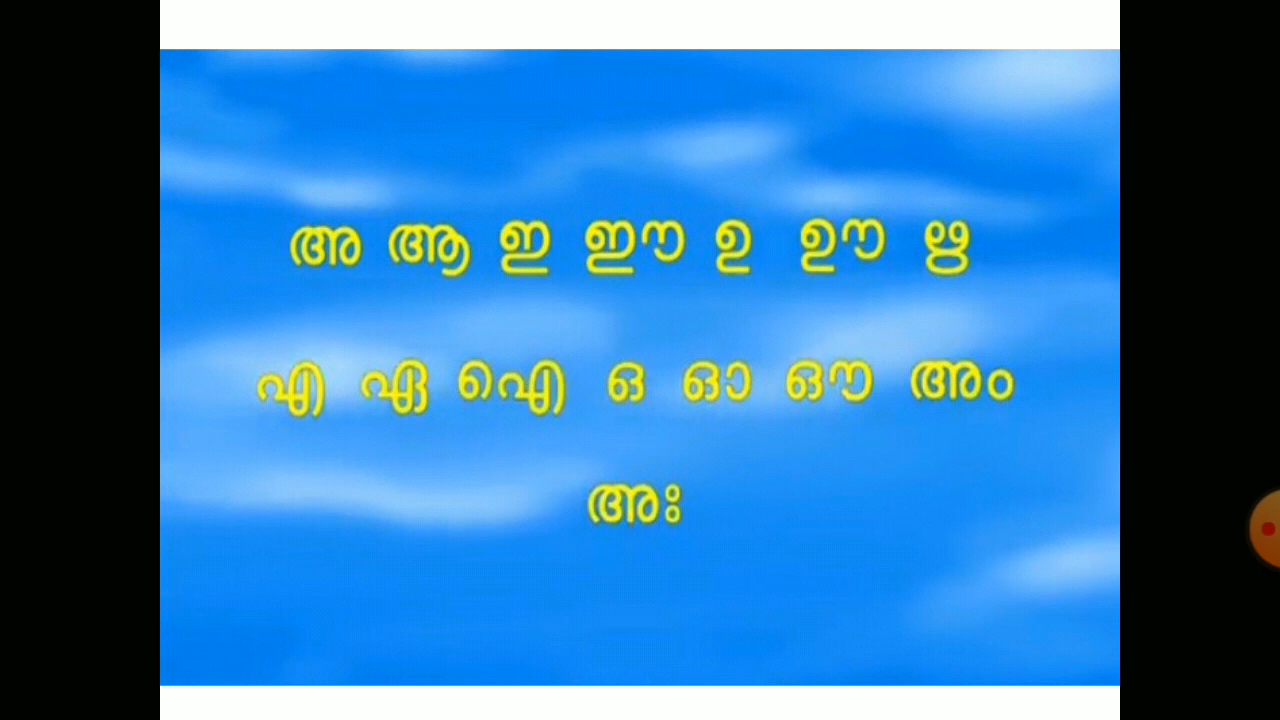 അ ആ ഇ ഈ ഉ ഊ ഋ
എ ഏ ഐ ഒ ഓ ഔ അം
അഃ